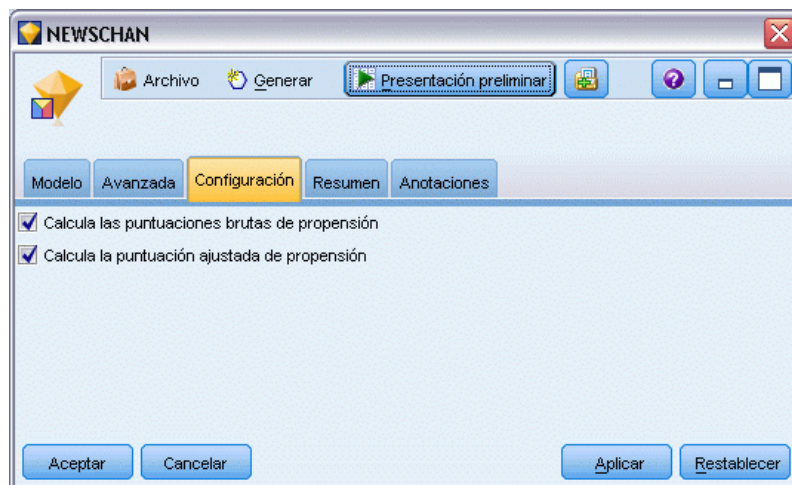 NEWSCHAN
Archivo Generar Presentación preliminar
Modelo Avanzada Configuración Resumen Anotaciones
Calcula las puntuaciones brutas de propensión
Calcula la puntuación ajustada de propensión
Aceptar Cancelar Aplicar Restablecer